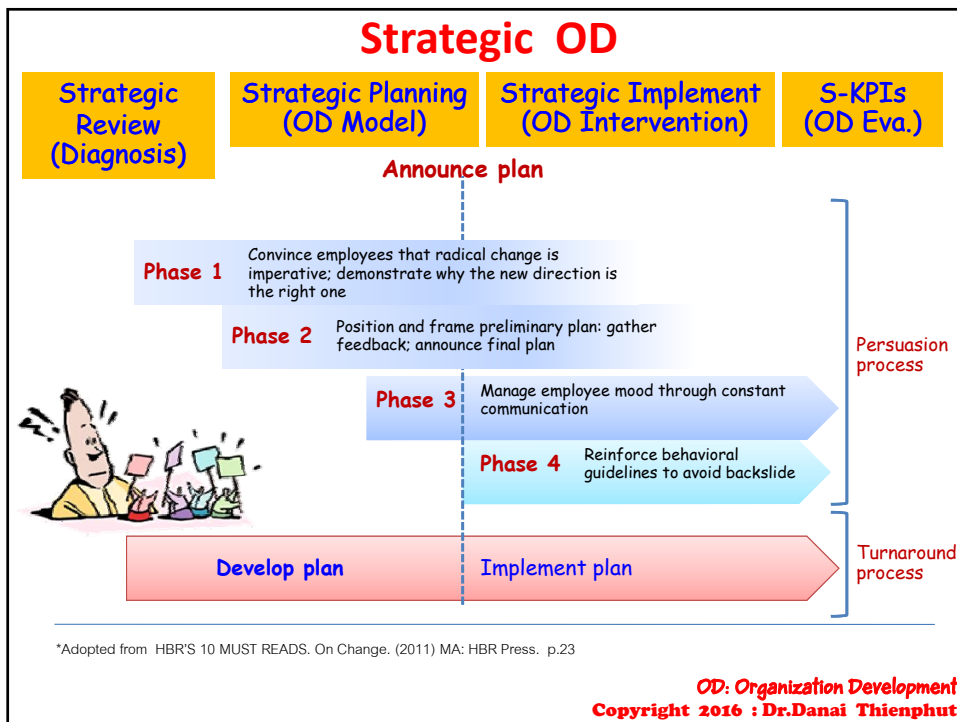 Strategic OD
Strategic
Review
(Diagnosis)
Strategic Planning
(OD Model)
Strategic Implement
(OD Intervention)
S-KPIs
(OD Eva.)
Announce plan
Phase 1
Convince employees that radical change is
imperative; demonstrate why the new direction is
the right one
Phase 2
Position and frame preliminary plan: gather
feedback; announce final plan
Phase 3
Manage employee mood through constant
communication
Phase 4
Reinforce behavioral
guidelines to avoid backslide
Persuasion
process
Develop plan
Implement plan
Turnaround
process
*Adopted from HBR'S 10 MUST READS. On Change. (2011) MA: HBR Press. p.23
OD: Organization Development
Copyright 2016 : Dr.Danai Thienphut